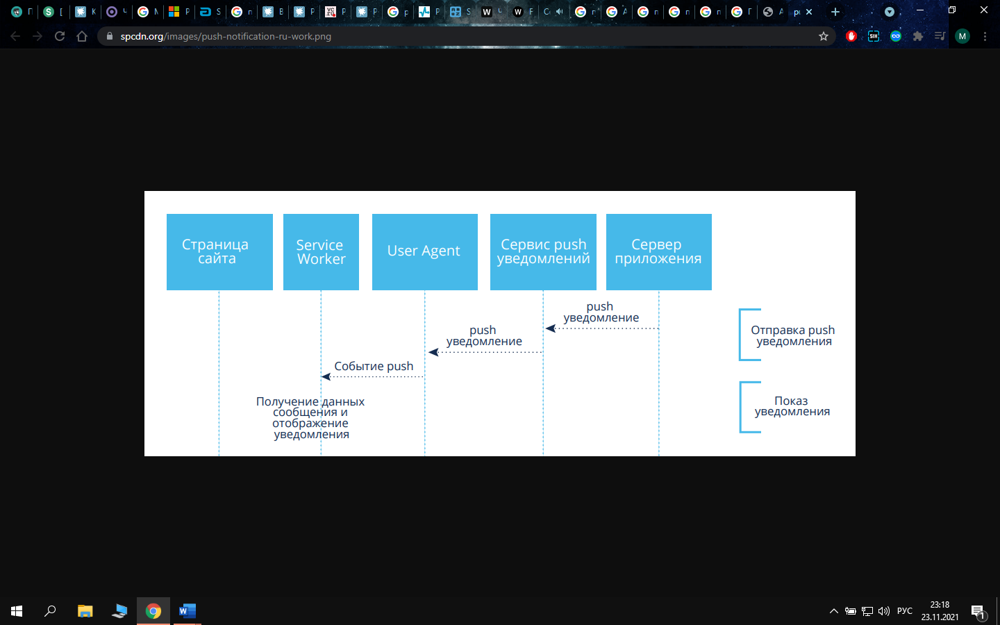 spcdn.org/images/push-notification-ru-work.png
M
Страница
сайта
Service
Worker
User Agent
Сервис push
уведомлений
Сервер
приложения
push
уведомление
push
уведомление
Событие push
Получение данных
сообщения и
отображение
уведомления
Отправка push
уведомления
Показ
уведомления
РУС
23:18
23.11.2021
1